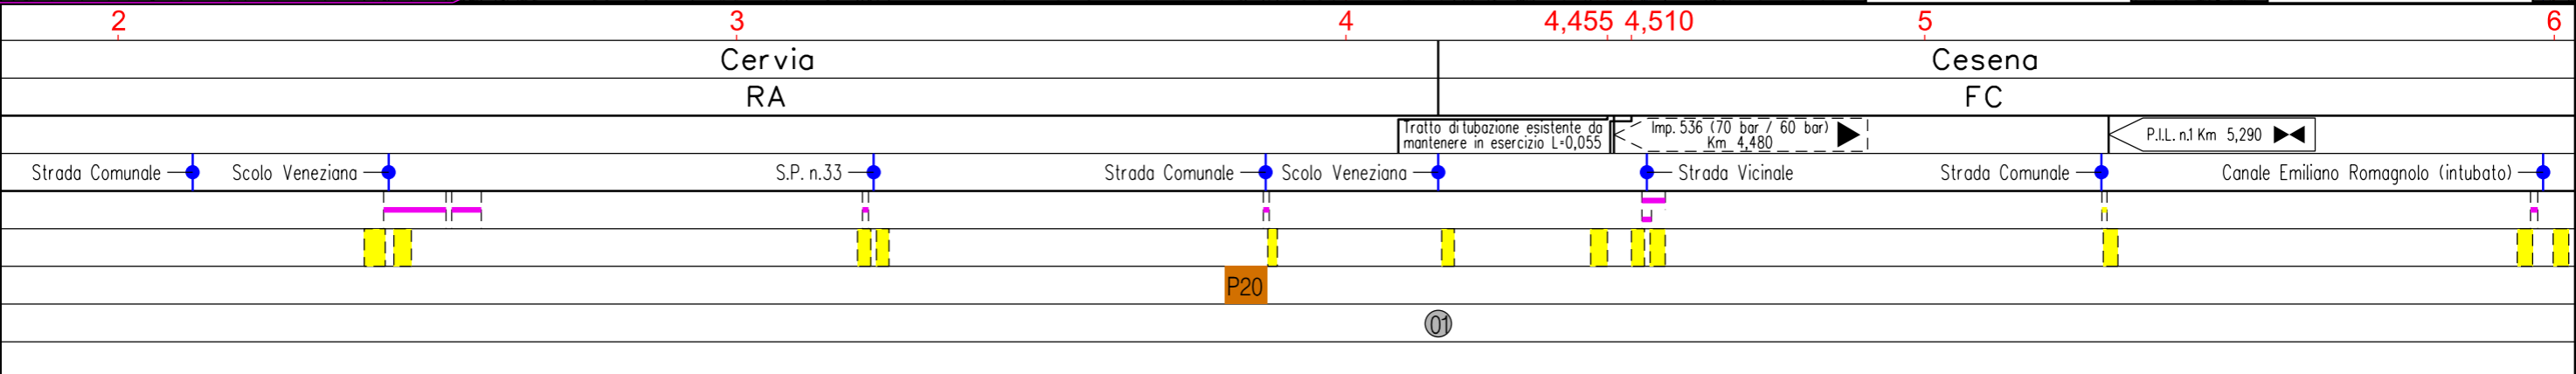 2 3 4 4,455 4,510 5 6
Cervia Cesena
RA FC
Tratto di tubazione esistente da
mantenere in esercizio L=0,055
Imp. 536 (70 bar / 60 bar)
Km 4,480
P.I.L. n.1 Km 5,290
Strada Comunale Scolo Veneziana S.P. n.33 Strada Comunale Scolo Veneziana Strada Vicinale Strada Comunale Canale Emiliano Romagnolo (intubato)
P20
01